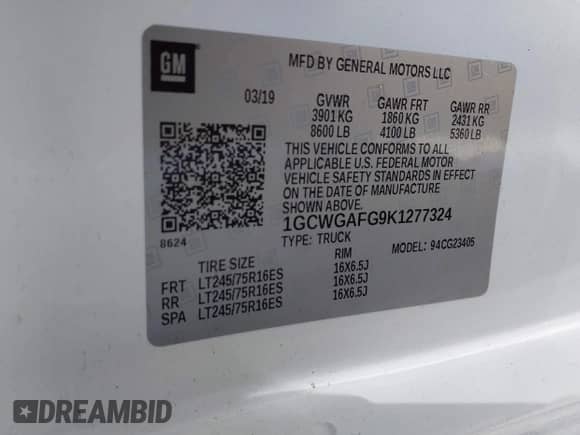 GM
MFD BY GENERAL MOTORS LLC
03/19 GVWR GAWR FRT GAWR RR
3901 KG 1860 KG 2431 KG
8600 LB 4100 LB 5360 LB
THIS VEHICLE CONFORMS TO ALL
APPLICABLE U.S. FEDERAL MOTOR
VEHICLE SAFETY STANDARDS IN EFFECT
ON THE DATE OF MANUFACTURE
SHOWN ABOVE.
8624 1GCWGAFG9K1277324
TYPE: TRUCK MODEL: 94CG23405
TIRE SIZE RIM
FRT LT245/75R16ES 16X6.5J
RR LT245/75R16ES 16X6.5J
SPA LT245/75R16ES 16X6.5J
DREAMBID